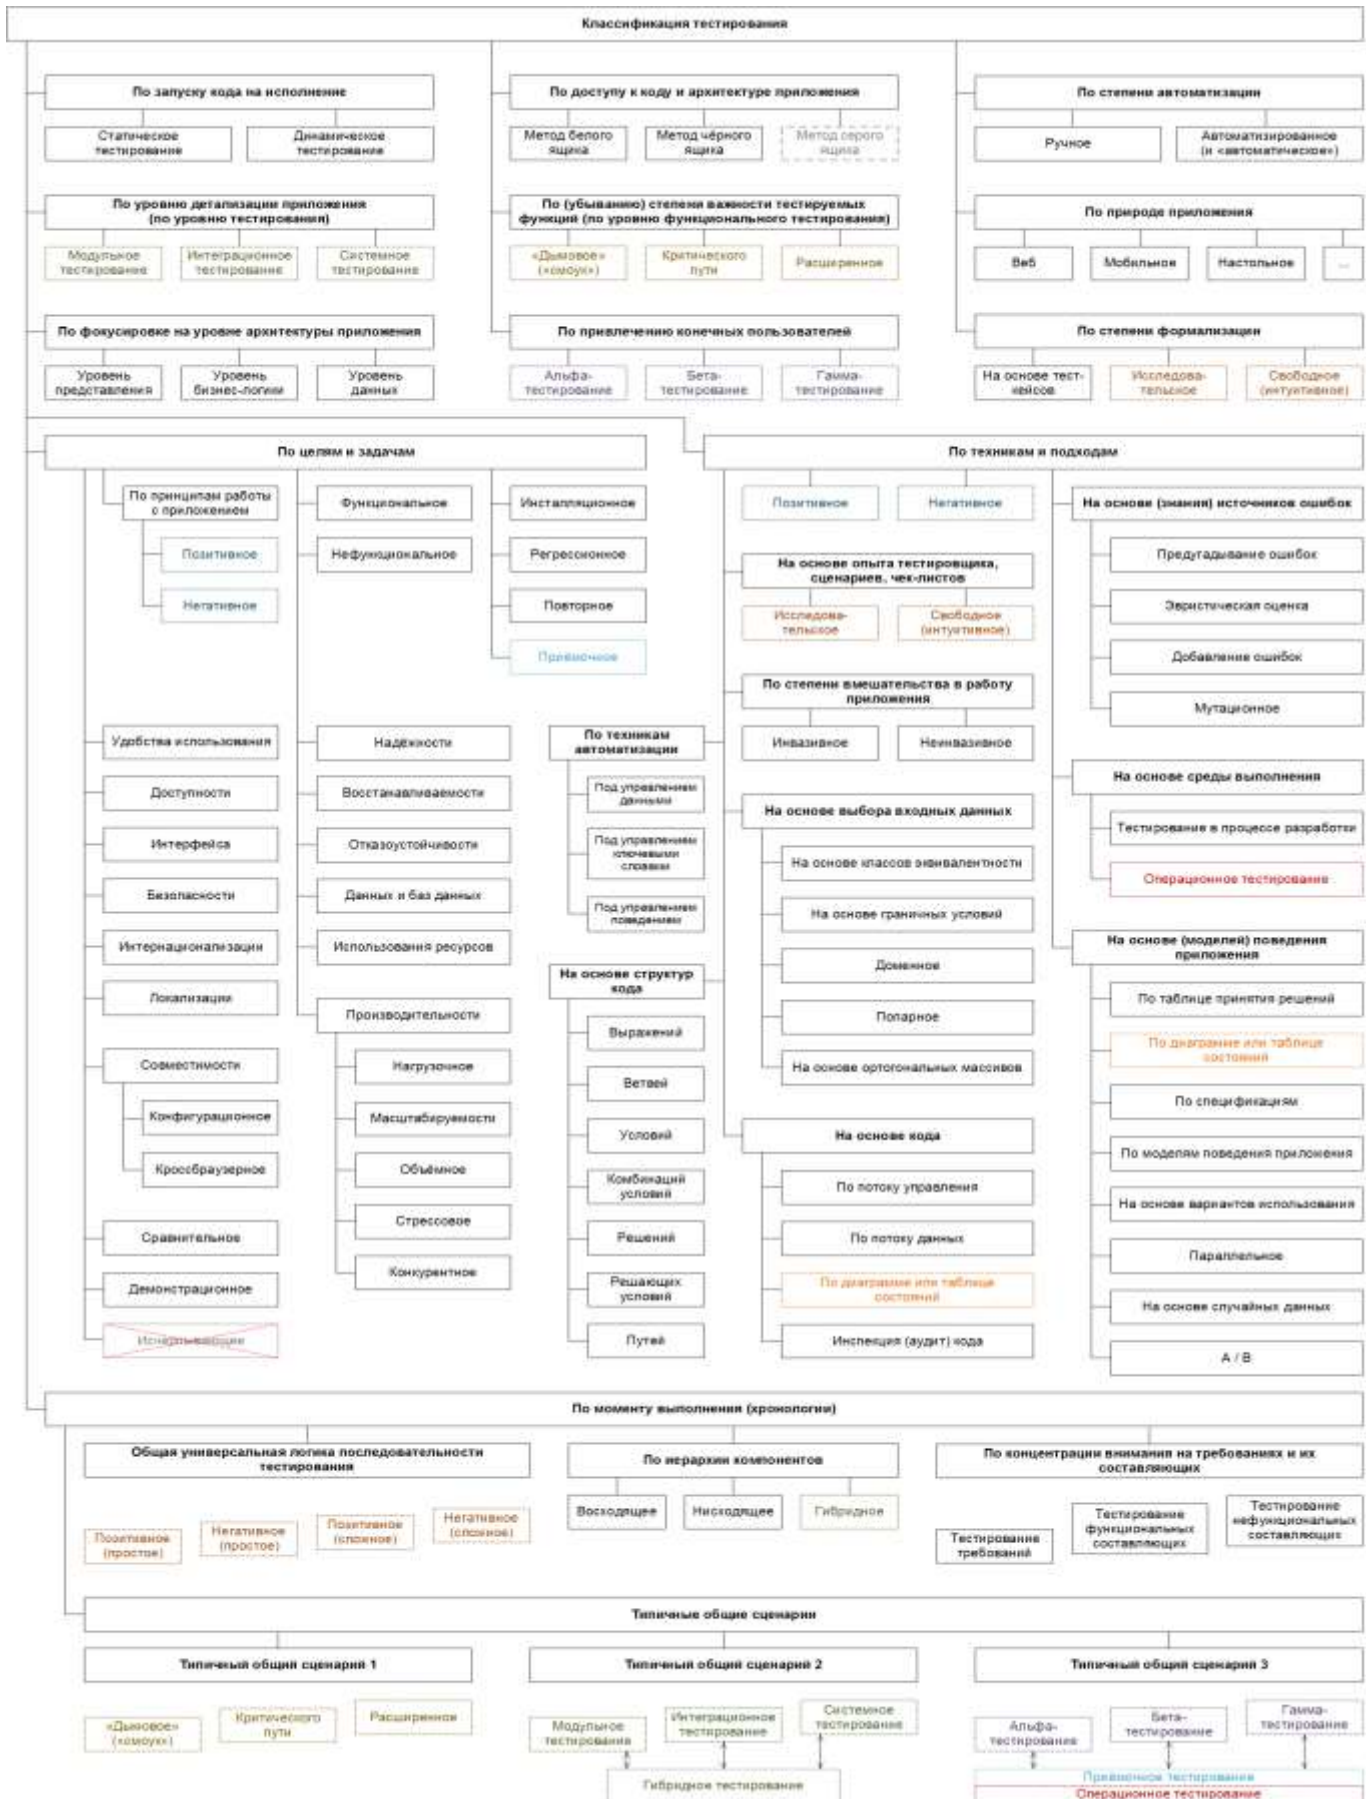 Классификация тестирования
По запуску кода на исполнение
Статическое
тестирование
Динамическое
тестирование
По доступу к коду и архитектуре приложения
Метод белого
ящика
Метод чёрного
ящика
Метод серого
ящика
По степени автоматизации
Ручное
Автоматизированное
(и «автоматическое»)
По уровню детализации приложения
(по уровню тестирования)
Модульное
тестирование
Интеграционное
тестирование
Системное
тестирование
По (убыванию) степени важности тестируемых
функций (по уровню функционального тестирования)
«Дымовое»
(«смоук»)
Критического
пути
Расширенное
По природе приложения
Веб
Мобильное
Настольное
...
По фокусировке на уровне архитектуры приложения
Уровень
представления
Уровень
бизнес-логики
Уровень
данных
По привлечению конечных пользователей
Альфа-
тестирование
Бета-
тестирование
Гамма-
тестирование
По степени формализации
На основе тест-
кейсов
Исследова-
тельское
Свободное
(интуитивное)
По целям и задачам
По принципам работы
с приложением
Позитивное
Негативное
Функциональное
Нефункциональное
Инсталляционное
Регрессионное
Повторное
Приёмочное
Удобства использования
Доступности
Интерфейса
Безопасности
Интернационализации
Локализации
Совместимости
Конфигурационное
Кроссбраузерное
Сравнительное
Демонстрационное
Исчерпывающее
Надёжности
Восстанавливаемости
Отказоустойчивости
Данных и баз данных
Использования ресурсов
Производительности
Нагрузочное
Масштабируемости
Объёмное
Стрессовое
Конкурентное
По техникам и подходам
Позитивное
Негативное
На основе опыта тестировщика,
сценариев, чек-листов
Исследова-
тельское
Свободное
(интуитивное)
По степени вмешательства в работу
приложения
Инвазивное
Неинвазивное
По техникам
автоматизации
Под управлением
данными
Под управлением
ключевыми
словами
Под управлением
поведением
На основе структур
кода
Выражений
Ветвей
Условий
Комбинаций
условий
Решений
Решающих
условий
Путей
На основе выбора входных данных
На основе классов эквивалентности
На основе граничных условий
Доменное
Попарное
На основе ортогональных массивов
На основе кода
По потоку управления
По потоку данных
По диаграмме или таблице
состояний
Инспекция (аудит) кода
На основе (знания) источников ошибок
Предугадывание ошибок
Эвристическая оценка
Добавление ошибок
Мутационное
На основе среды выполнения
Тестирование в процессе разработки
Операционное тестирование
На основе (моделей) поведения
приложения
По таблице принятия решений
По диаграмме или таблице
состояний
По спецификациям
По моделям поведения приложения
На основе вариантов использования
Параллельное
На основе случайных данных
A / B
По моменту выполнения (хронологии)
Общая универсальная логика последовательности
тестирования
Позитивное
(простое)
Негативное
(простое)
Позитивное
(сложное)
Негативное
(сложное)
По иерархии компонентов
Восходящее
Нисходящее
Гибридное
По концентрации внимания на требованиях и их
составляющих
Тестирование
требований
Тестирование
функциональных
составляющих
Тестирование
нефункциональных
составляющих
Типичные общие сценарии
Типичный общий сценарий 1
«Дымовое»
(«смоук»)
Критического
пути
Расширенное
Типичный общий сценарий 2
Модульное
тестирование
Интеграционное
тестирование
Системное
тестирование
Гибридное тестирование
Типичный общий сценарий 3
Альфа-
тестирование
Бета-
тестирование
Гамма-
тестирование
Приёмочное тестирование
Операционное тестирование